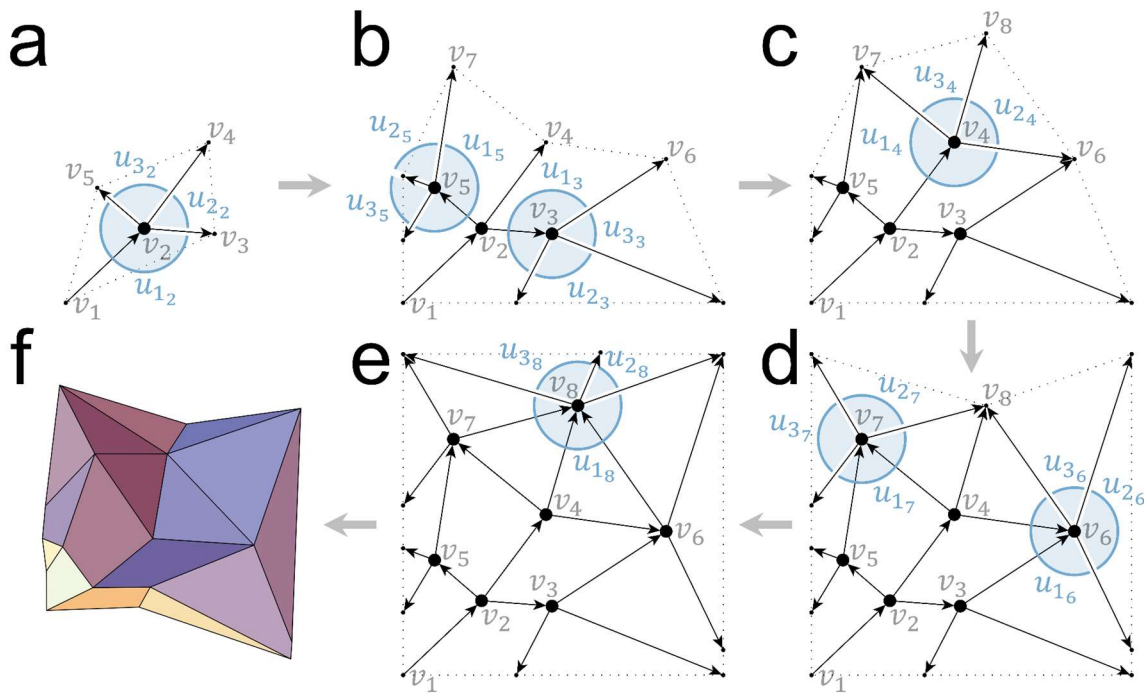 a
v₄
v₅
u₃₂
u₂₂
v₂
v₃
u₁₂
v₁
b
v₇
u₂₅
u₁₅
v₄
v₆
v₅
u₁₃
u₃₅
v₃
u₃₃
v₂
u₂₃
v₁
c
v₈
v₇
u₃₄
u₂₄
u₁₄
v₄
v₆
v₅
v₃
v₂
v₁
f
e
u₃₈
u₂₈
v₈
v₇
u₁₈
v₄
v₆
v₅
v₃
v₂
v₁
d
u₂₇
v₈
u₃₇
v₇
u₁₇
u₃₆
u₂₆
v₄
v₆
v₅
u₁₆
v₃
v₂
v₁